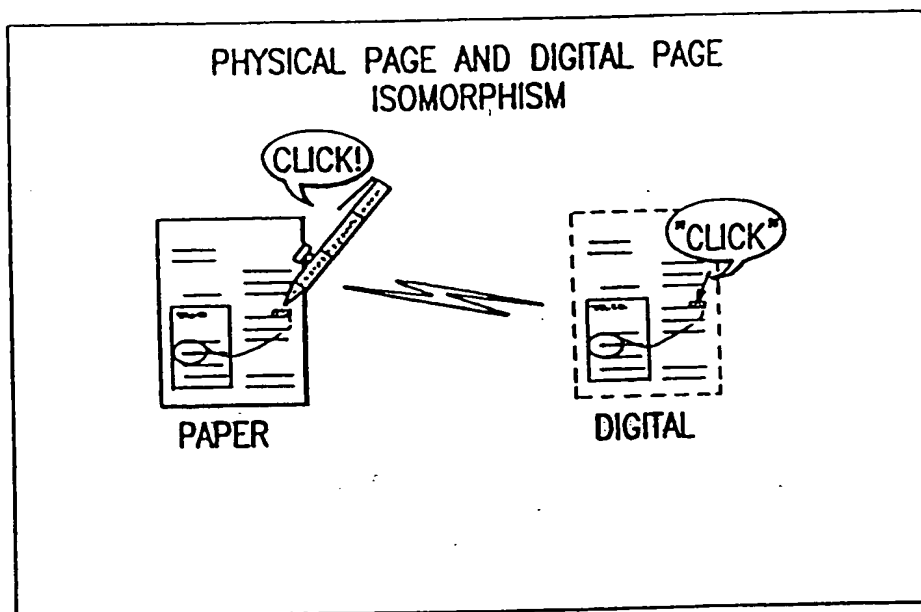 PHYSICAL PAGE AND DIGITAL PAGE
ISOMORPHISM
CLICK!
"CLICK"
PAPER
DIGITAL